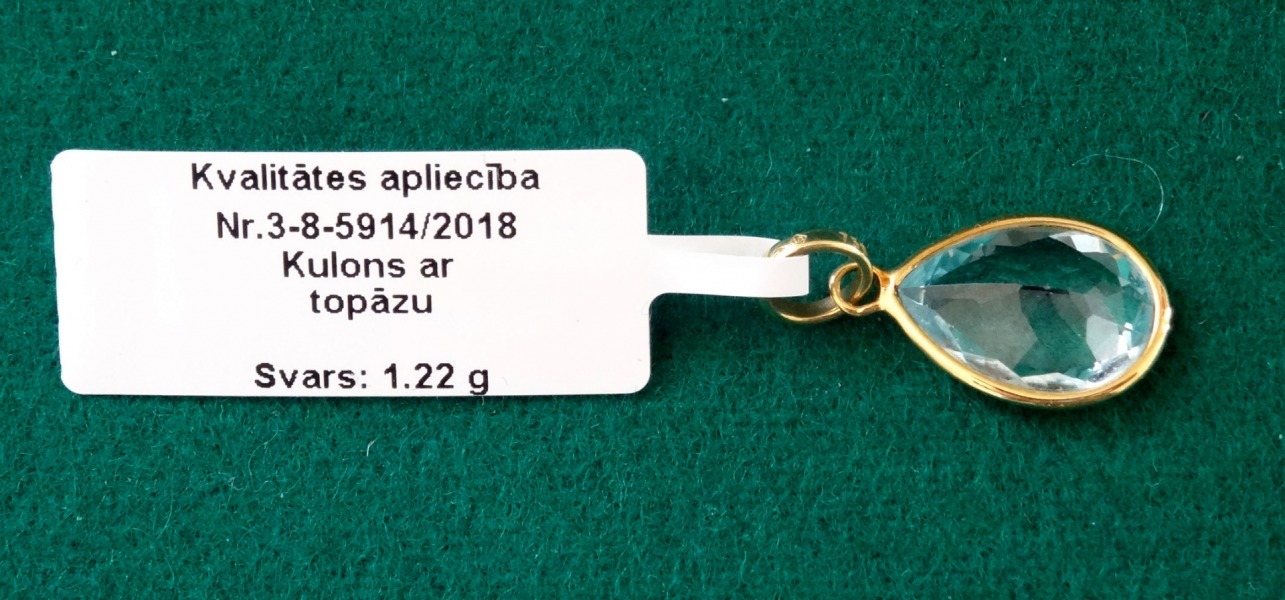 Kvalitātes apliecība
Nr.3-8-5914/2018
Kulons ar
topāzu
Svars: 1.22 g